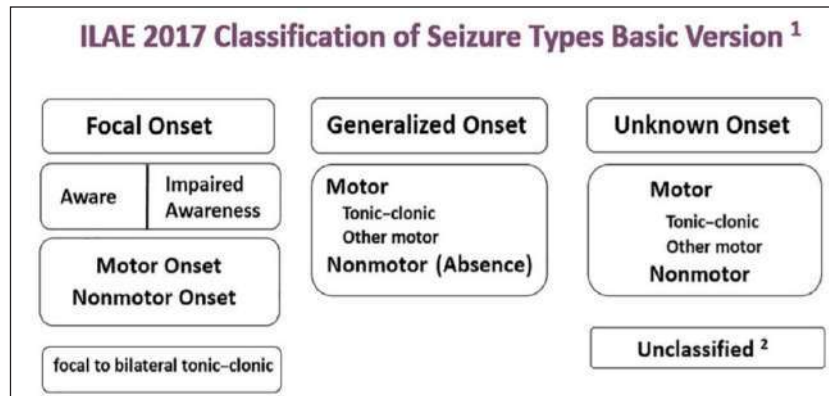 ILAE 2017 Classification of Seizure Types Basic Version ¹
Focal Onset
Aware
Impaired
Awareness
Motor Onset
Nonmotor Onset
focal to bilateral tonic–clonic
Generalized Onset
Motor
Tonic–clonic
Other motor
Nonmotor (Absence)
Unknown Onset
Motor
Tonic–clonic
Other motor
Nonmotor
Unclassified ²